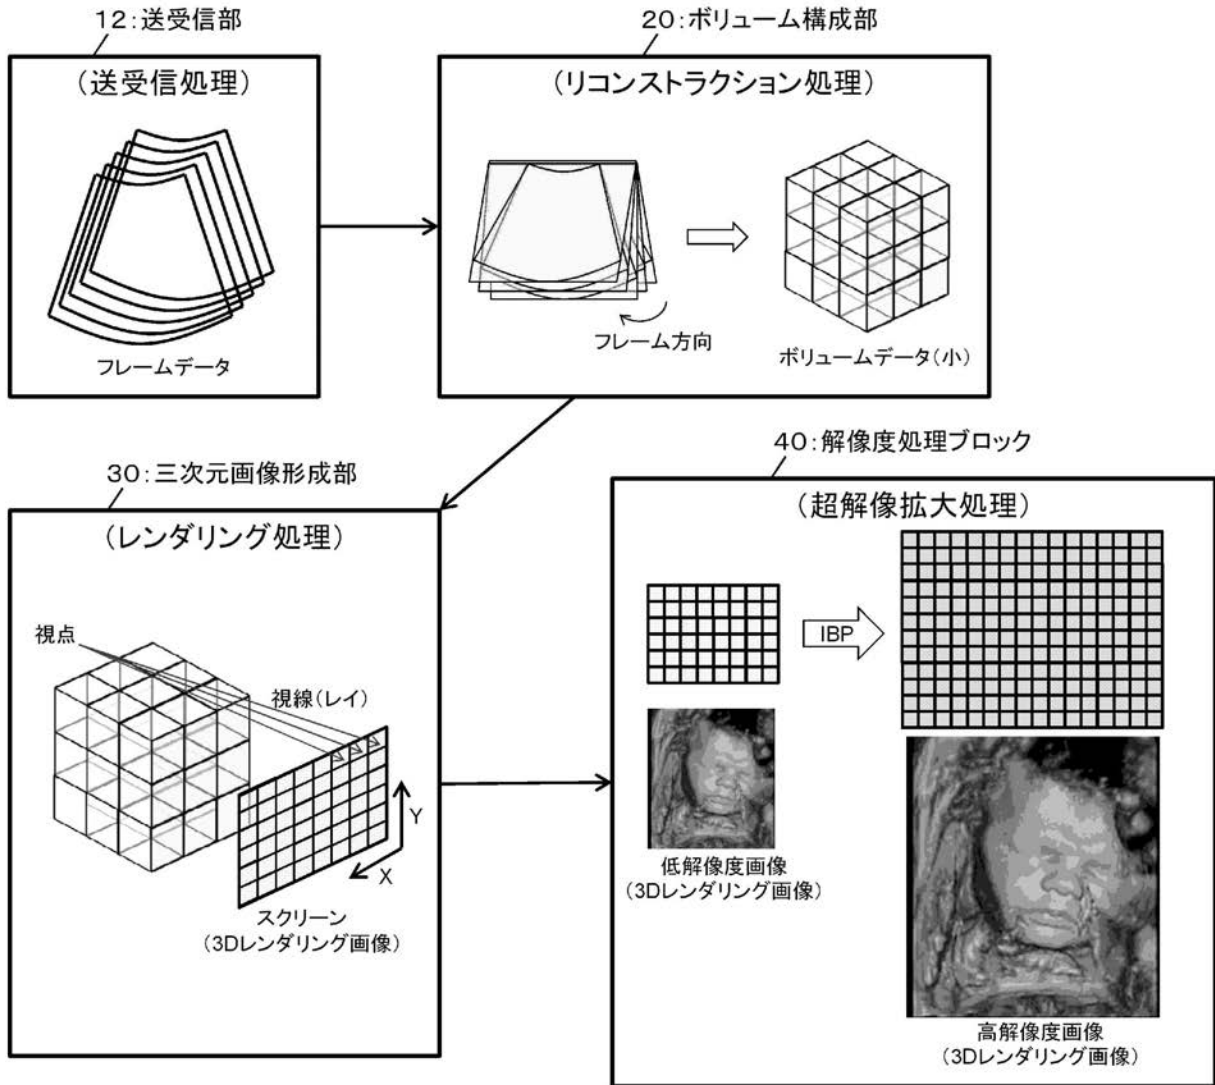 12:送受信部
(送受信処理)
フレームデータ
20:ボリューム構成部
(リコンストラクション処理)
フレーム方向
ボリュームデータ(小)
30:三次元画像形成部
(レンダリング処理)
視点
視線(レイ)
Y
X
スクリーン
(3Dレンダリング画像)
40:解像度処理ブロック
(超解像拡大処理)
IBP
低解像度画像
(3Dレンダリング画像)
高解像度画像
(3Dレンダリング画像)